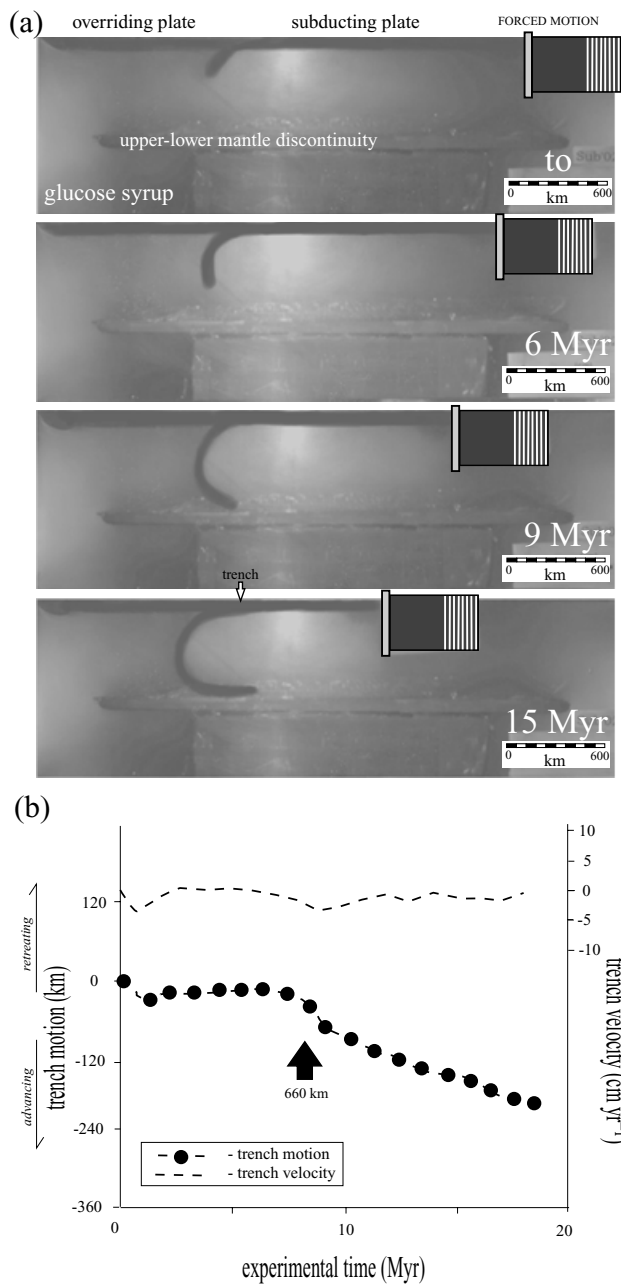 (a)
overriding plate subducting plate FORCED MOTION
upper-lower mantle discontinuity
glucose syrup
to
0 600
km
6 Myr
0 600
km
9 Myr
0 600
km
trench
15 Myr
0 600
km
(b)
retreating
advancing
trench motion (km)
120
0
-120
-240
-360
10
5
0
-5
-10
trench velocity (cm yr⁻¹)
660 km
- trench motion
- trench velocity
0 10 20
experimental time (Myr)